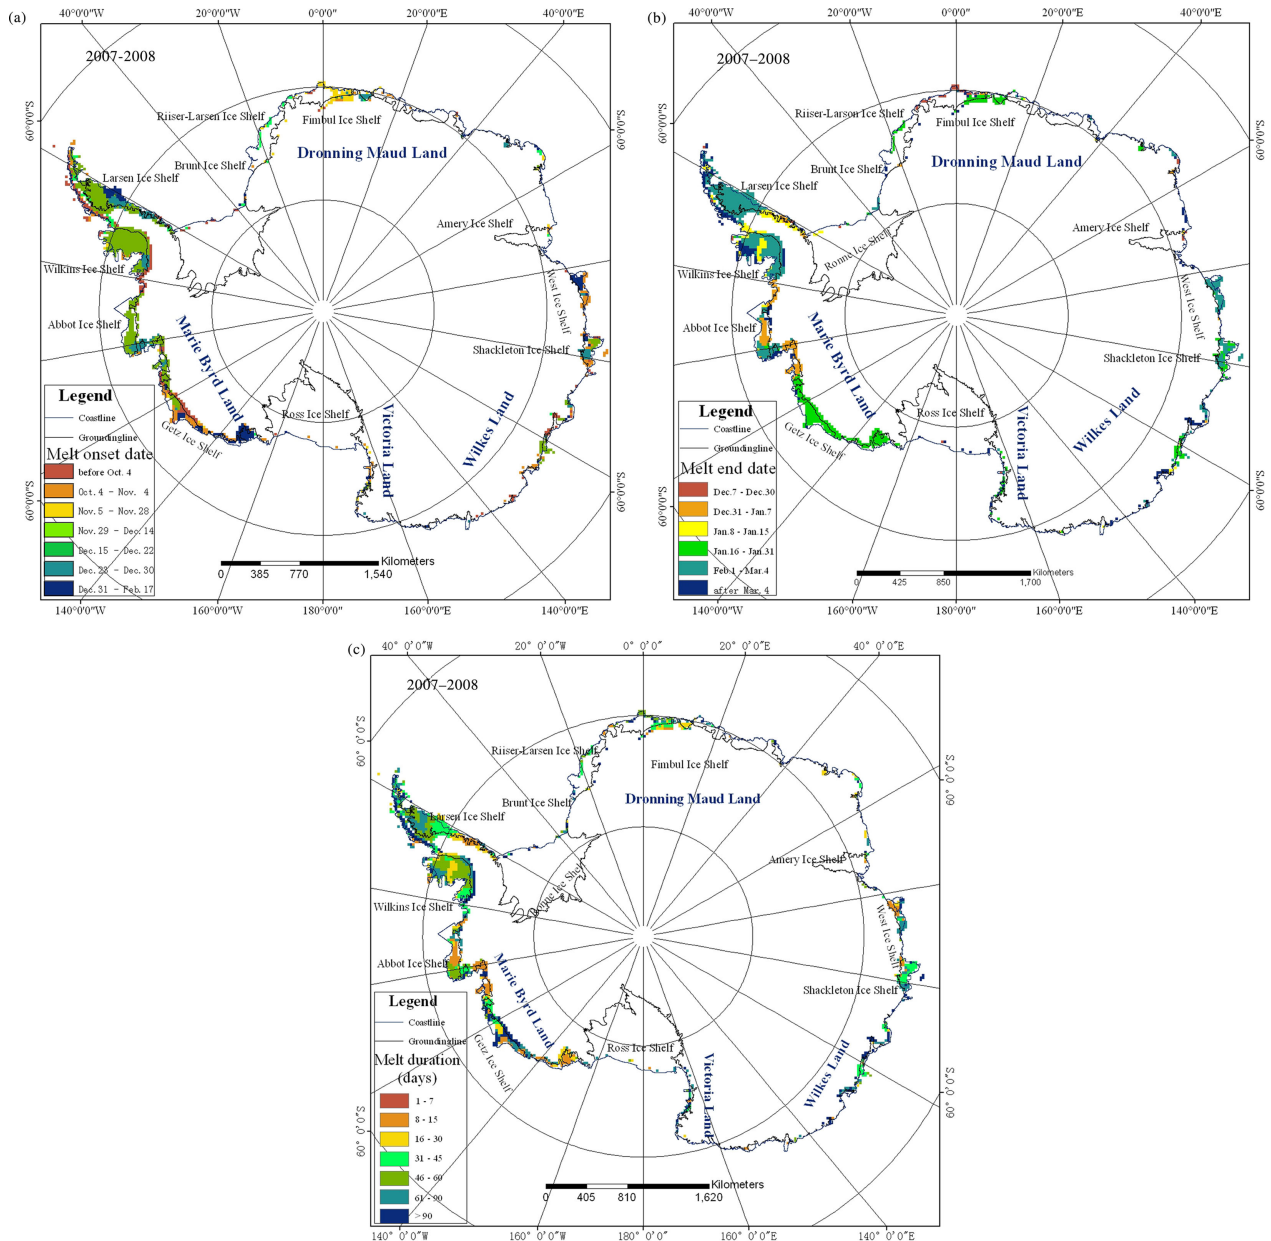 (a)
40°0'0"W
0°0'0"
20°0'0"E
40°0'0"E
2007-2008
60°0'0"S
60°0'0"S
Riiser-Larsen Ice Shelf
Fimbul Ice Shelf
Dronning Maud Land
Brunt Ice Shelf
Larsen Ice Shelf
Amery Ice Shelf
Wilkins Ice Shelf
West Ice Shelf
Abbot Ice Shelf
Marie Byrd Land
Shackleton Ice Shelf
Ross Ice Shelf
Getz Ice Shelf
Victoria Land
Wilkes Land
60°0'0"S
60°0'0"S
Legend
Coastline
Groundingline
Melt onset date
before Oct. 4
Oct.4 - Nov. 4
Nov.5 - Nov.28
Nov.29 - Dec.14
Dec.15 - Dec.22
Dec.23 - Dec.30
Dec.31 - Feb.17
Kilometers
0 385 770 1,540
140°0'0"W
160°0'0"W
180°0'0"
160°0'0"E
140°0'0"E
(b)
40°0'0"W
20°0'0"W
0°0'0"
20°0'0"E
40°0'0"E
2007–2008
60°0'0"S
60°0'0"S
Riiser-Larson Ice Shelf
Fimbul Ice Shelf
Dronning Maud Land
Brunt Ice Shelf
Larsen Ice Shelf
Amery Ice Shelf
Ronne Ice Shelf
Wilkins Ice Shelf
West Ice Shelf
Abbot Ice Shelf
Marie Byrd Land
Shackleton Ice Shelf
Ross Ice Shelf
Getz Ice Shelf
Victoria Land
Wilkes Land
60°0'0"S
60°0'0"S
Legend
Coastline
Groundingline
Melt end date
Dec.7 - Dec.30
Dec.31 - Jan.7
Jan.8 - Jan.15
Jan.16 - Jan.31
Feb.1 - Mar.4
after Mar.4
Kilometers
0 425 850 1,700
140°0'0"W
160°0'0"W
180°0'0"
160°0'0"E
140°0'0"E
(c)
40° 0'0"W
20° 0'0"W
0° 0'0"
20° 0'0"E
40° 0'0"E
2007–2008
60° 0'0"S
60° 0'0"S
Riiser-Larsen Ice Shelf
Fimbul Ice Shelf
Dronning Maud Land
Brunt Ice Shelf
Larsen Ice Shelf
Amery Ice Shelf
Ronne Ice Shelf
Wilkins Ice Shelf
West Ice Shelf
Abbot Ice Shelf
Marie Byrd Land
Shackleton Ice Shelf
Ross Ice Shelf
Getz Ice Shelf
Victoria Land
Wilkes Land
60° 0'0"S
60° 0'0"S
Legend
Coastline
Groundingline
Melt duration
(days)
1 - 7
8 - 15
16 - 30
31 - 45
46 - 60
61 - 90
>90
Kilometers
0 405 810 1,620
140° 0'0"W
160° 0'0"W
180° 0'0"
160° 0'0"E
140° 0'0"E